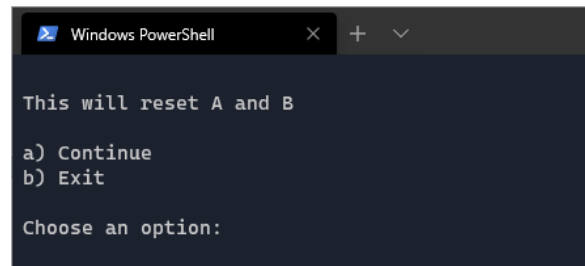 Windows PowerShell
This will reset A and B
a) Continue
b) Exit
Choose an option: